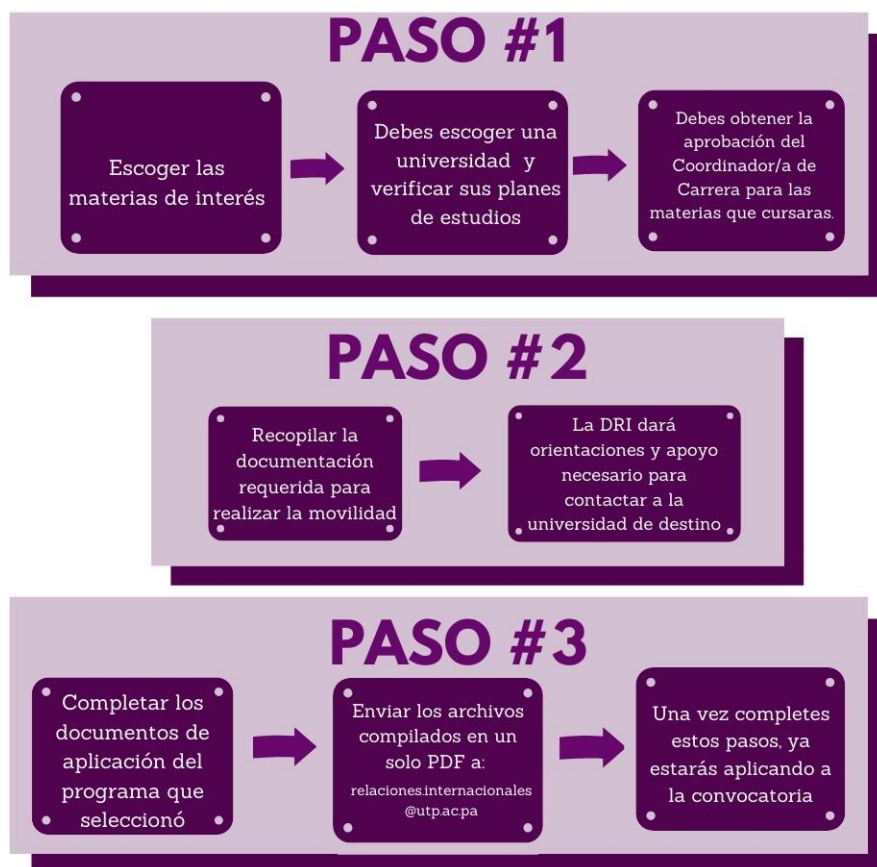 PASO #1
Escoger las
materias de interés
Debes escoger una
universidad y
verificar sus planes
de estudios
Debes obtener la
aprobación del
Coordinador/a de
Carrera para las
materias que cursaras.
PASO #2
Recopilar la
documentación
requerida para
realizar la movilidad
La DRI dará
orientaciones y apoyo
necesario para
contactar a la
universidad de destino
PASO #3
Completar los
documentos de
aplicación del
programa que
seleccionó
Enviar los archivos
compilados en un
solo PDF a:
relaciones.internacionales
@utp.ac.pa
Una vez completes
estos pasos, ya
estarás aplicando a
la convocatoria